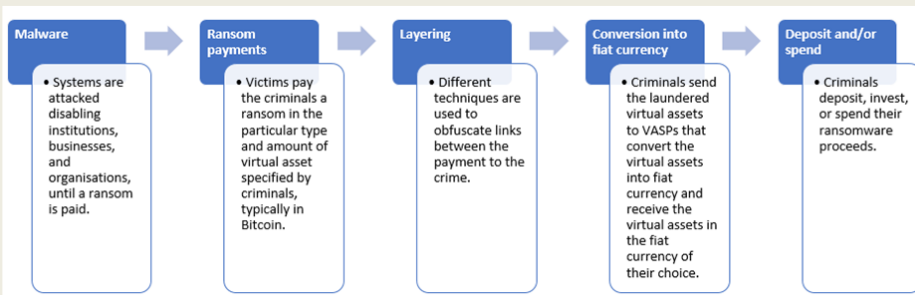 Malware
• Systems are
attacked
disabling
institutions,
businesses,
and
organisations,
until a ransom
is paid.
Ransom
payments
• Victims pay
the criminals a
ransom in the
particular type
and amount of
virtual asset
specified by
criminals,
typically in
Bitcoin.
Layering
• Different
techniques are
used to
obfuscate links
between the
payment to the
crime.
Conversion into
fiat currency
• Criminals send
the laundered
virtual assets
to VASPs that
convert the
virtual assets
into fiat
currency and
receive the
virtual assets in
the fiat
currency of
their choice.
Deposit and/or
spend
• Criminals
deposit, invest,
or spend their
ransomware
proceeds.